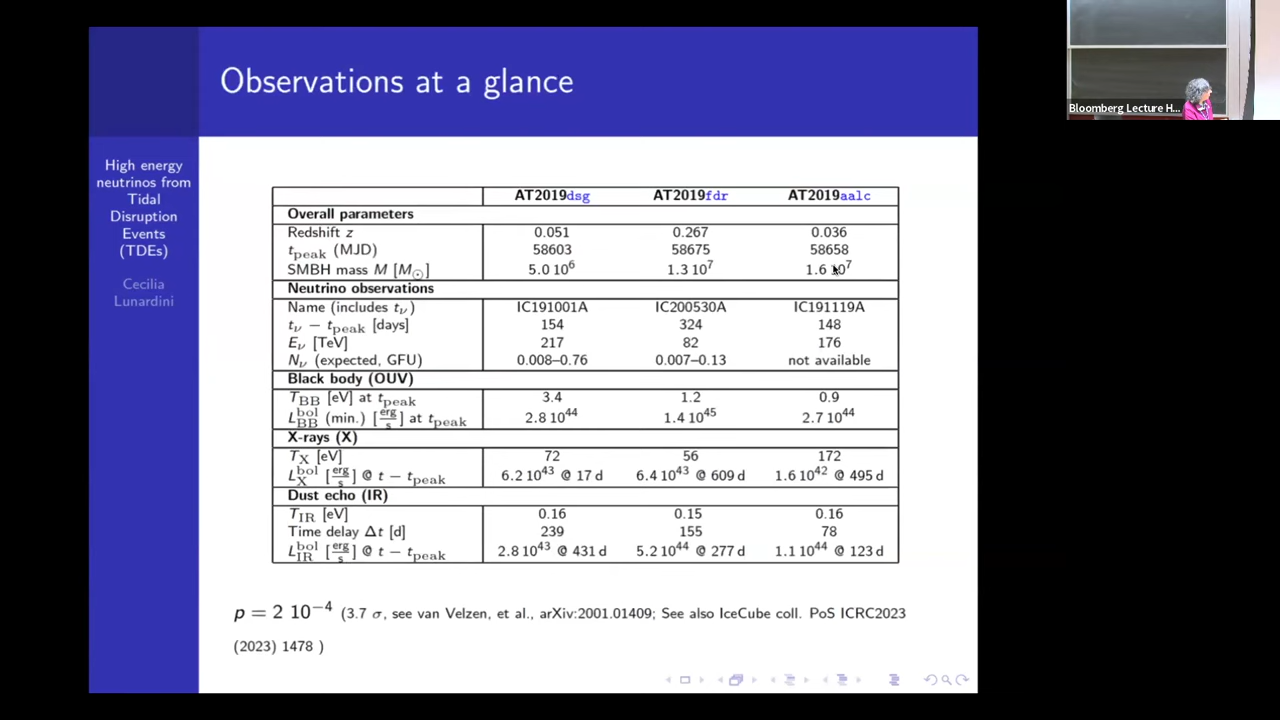 Observations at a glance
Bloomberg Lecture H...
High energy
neutrinos from
Tidal
Disruption
Events
(TDEs)
Cecilia
Lunardini
AT2019dsg AT2019fdr AT2019aalc
Overall parameters
Redshift z 0.051 0.267 0.036
t_peak (MJD) 58603 58675 58658
SMBH mass M [M_⊙] 5.0 10^6 1.3 10^7 1.6 10^7
Neutrino observations
Name (includes t_ν) IC191001A IC200530A IC191119A
t_ν − t_peak [days] 154 324 148
E_ν [TeV] 217 82 176
N_ν (expected, GFU) 0.008–0.76 0.007–0.13 not available
Black body (OUV)
T_BB [eV] at t_peak 3.4 1.2 0.9
L_BB^bol (min.) [erg/s] at t_peak 2.8 10^44 1.4 10^45 2.7 10^44
X-rays (X)
T_X [eV] 72 56 172
L_X^bol [erg/s] @ t − t_peak 6.2 10^43 @ 17 d 6.4 10^43 @ 609 d 1.6 10^42 @ 495 d
Dust echo (IR)
T_IR [eV] 0.16 0.15 0.16
Time delay Δt [d] 239 155 78
L_IR^bol [erg/s] @ t − t_peak 2.8 10^43 @ 431 d 5.2 10^44 @ 277 d 1.1 10^44 @ 123 d
p = 2 10^−4 (3.7 σ, see van Velzen, et al., arXiv:2001.01409; See also IceCube coll. PoS ICRC2023
(2023) 1478 )